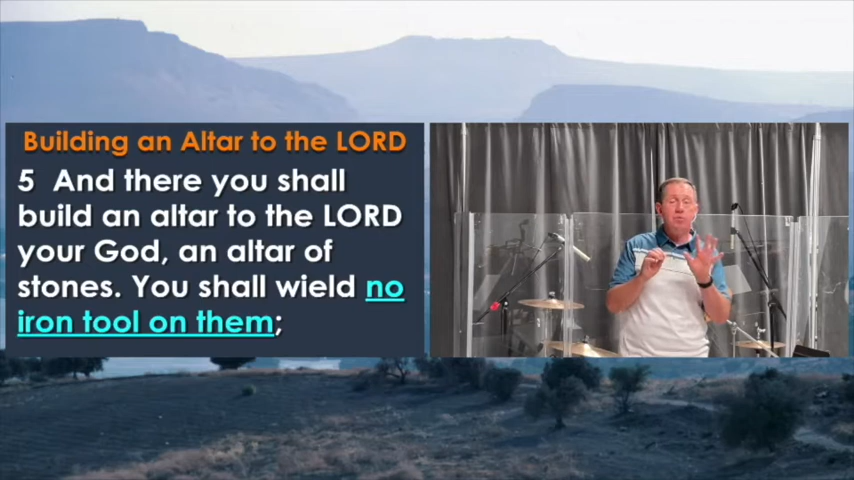 Building an Altar to the LORD
5 And there you shall
build an altar to the LORD
your God, an altar of
stones. You shall wield no
iron tool on them;